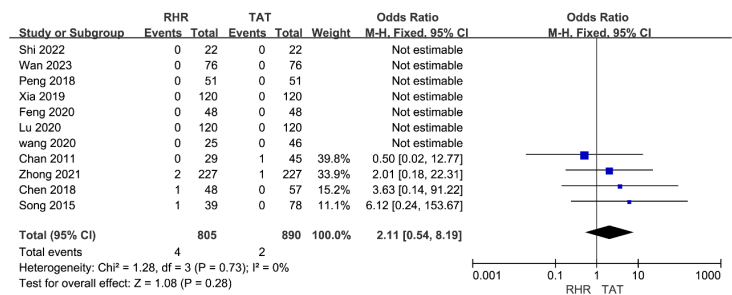 RHR TAT Odds Ratio Odds Ratio
Study or Subgroup Events Total Events Total Weight M-H. Fixed. 95% CI M-H. Fixed. 95% CI
Shi 2022 0 22 0 22 Not estimable
Wan 2023 0 76 0 76 Not estimable
Peng 2018 0 51 0 51 Not estimable
Xia 2019 0 120 0 120 Not estimable
Feng 2020 0 48 0 48 Not estimable
Lu 2020 0 120 0 120 Not estimable
wang 2020 0 25 0 46 Not estimable
Chan 2011 0 29 1 45 39.8% 0.50 [0.02, 12.77]
Zhong 2021 2 227 1 227 33.9% 2.01 [0.18, 22.31]
Chen 2018 1 48 0 57 15.2% 3.63 [0.14, 91.22]
Song 2015 1 39 0 78 11.1% 6.12 [0.24, 153.67]
Total (95% CI) 805 890 100.0% 2.11 [0.54, 8.19]
Total events 4 2
Heterogeneity: Chi² = 1.28, df = 3 (P = 0.73); I² = 0%
Test for overall effect: Z = 1.08 (P = 0.28)
0.001 0.1 1 10 1000
RHR TAT